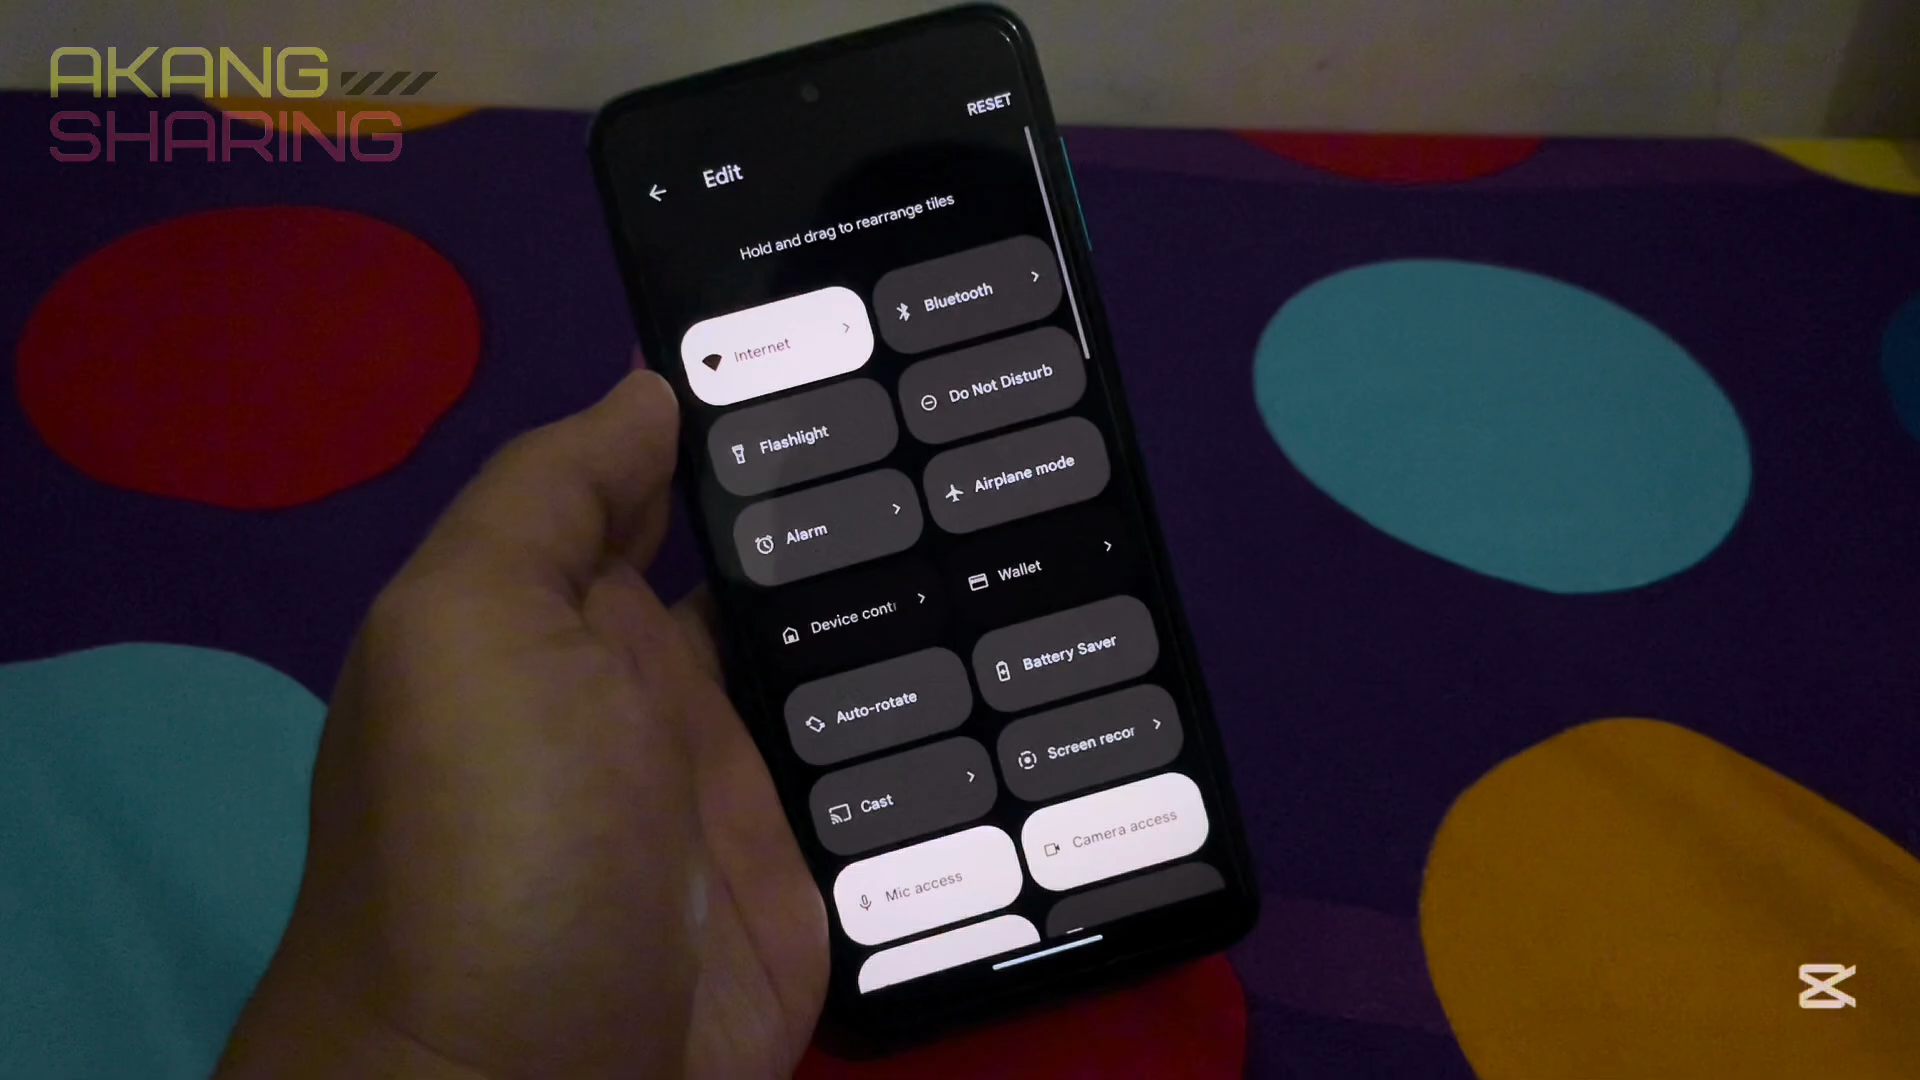 AKANG
SHARING
RESET
Edit
Hold and drag to rearrange tiles
Internet
Bluetooth
Flashlight
Do Not Disturb
Alarm
Airplane mode
Device cont
Wallet
Auto-rotate
Battery Saver
Cast
Screen recor
Mic access
Camera access